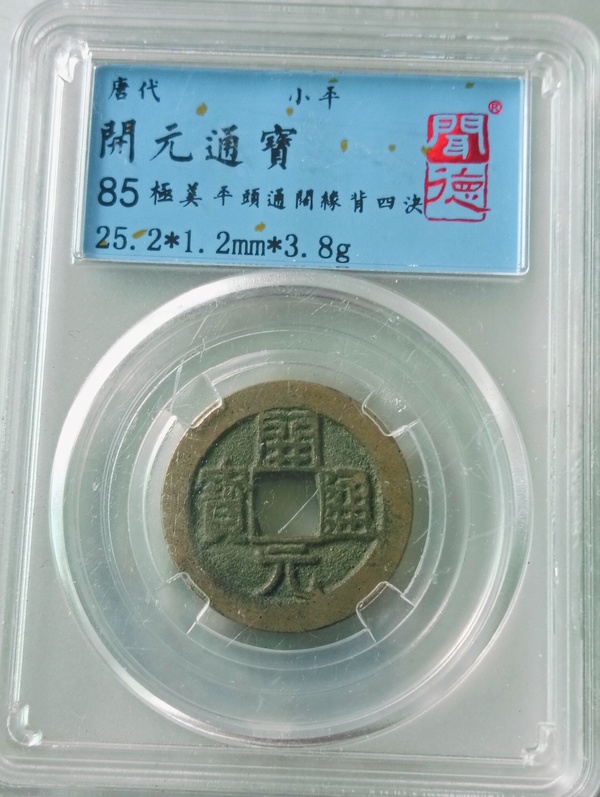 唐代 小平
開元通寶
85 極美 平頭通闊緣背四決
25.2*1.2mm*3.8g
聞德
®
開元通寶